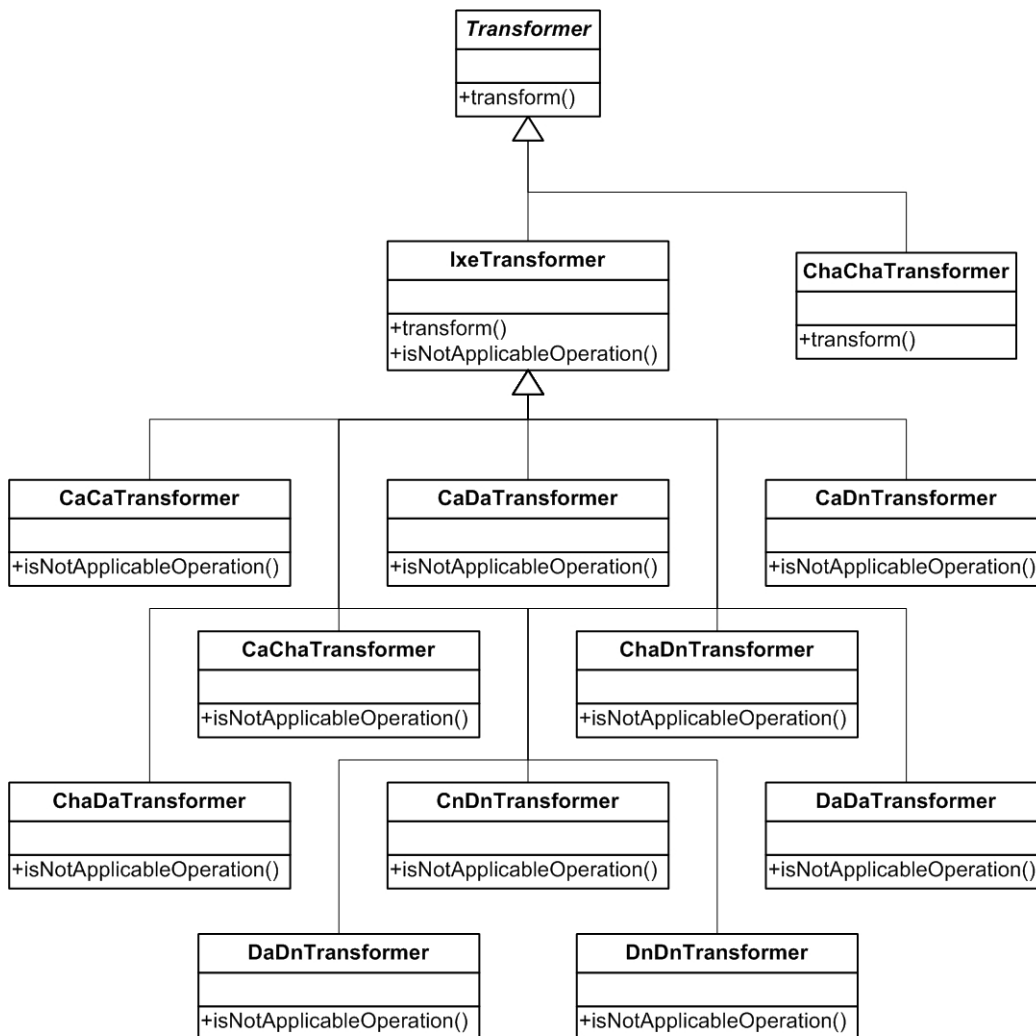 Transformer
+transform()
IxeTransformer
+transform()
+isNotApplicableOperation()
ChaChaTransformer
+transform()
CaCaTransformer
+isNotApplicableOperation()
CaDaTransformer
+isNotApplicableOperation()
CaDnTransformer
+isNotApplicableOperation()
CaChaTransformer
+isNotApplicableOperation()
ChaDnTransformer
+isNotApplicableOperation()
ChaDaTransformer
+isNotApplicableOperation()
CnDnTransformer
+isNotApplicableOperation()
DaDaTransformer
+isNotApplicableOperation()
DaDnTransformer
+isNotApplicableOperation()
DnDnTransformer
+isNotApplicableOperation()